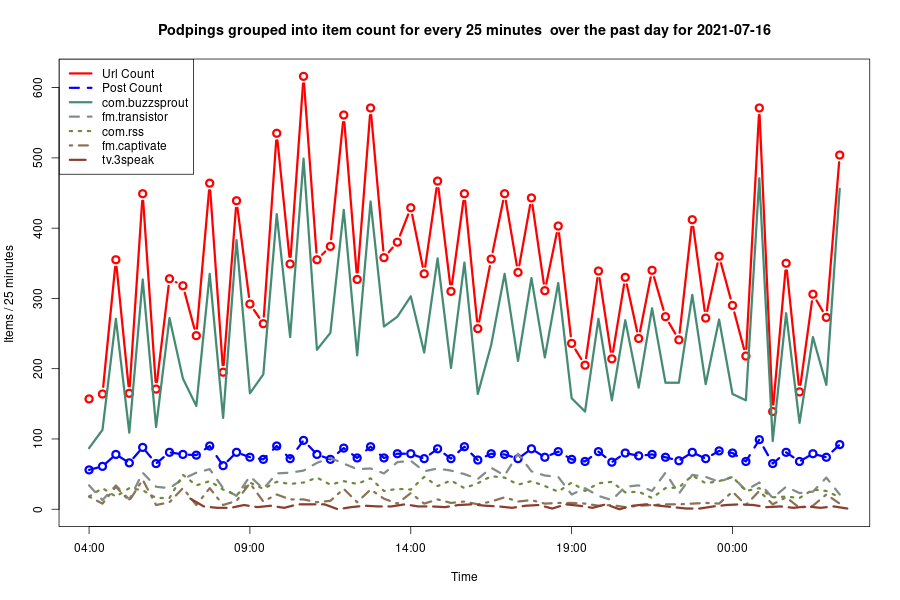 Podpings grouped into item count for every 25 minutes  over the past day for 2021-07-16
Url Count
Post Count
com.buzzsprout
fm.transistor
com.rss
fm.captivate
tv.3speak
Items / 25 minutes
600
500
400
300
200
100
0
04:00 09:00 14:00 19:00 00:00
Time